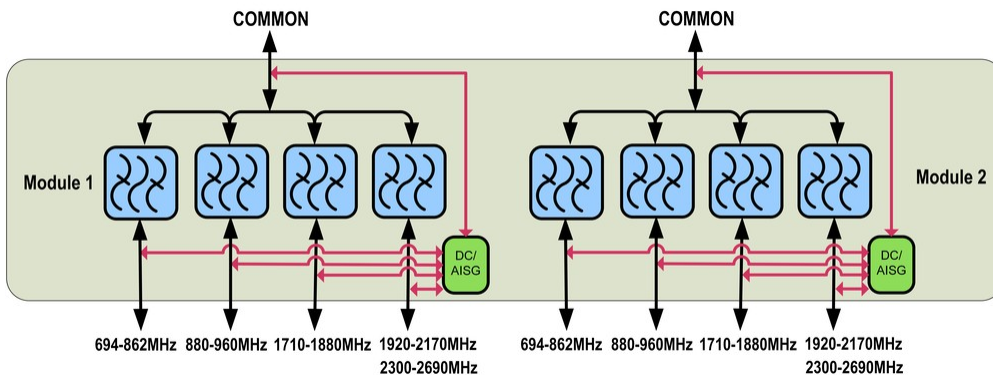 COMMON
COMMON
Module 1
Module 2
DC/
AISG
DC/
AISG
694-862MHz 880-960MHz 1710-1880MHz 1920-2170MHz
2300-2690MHz
694-862MHz 880-960MHz 1710-1880MHz 1920-2170MHz
2300-2690MHz